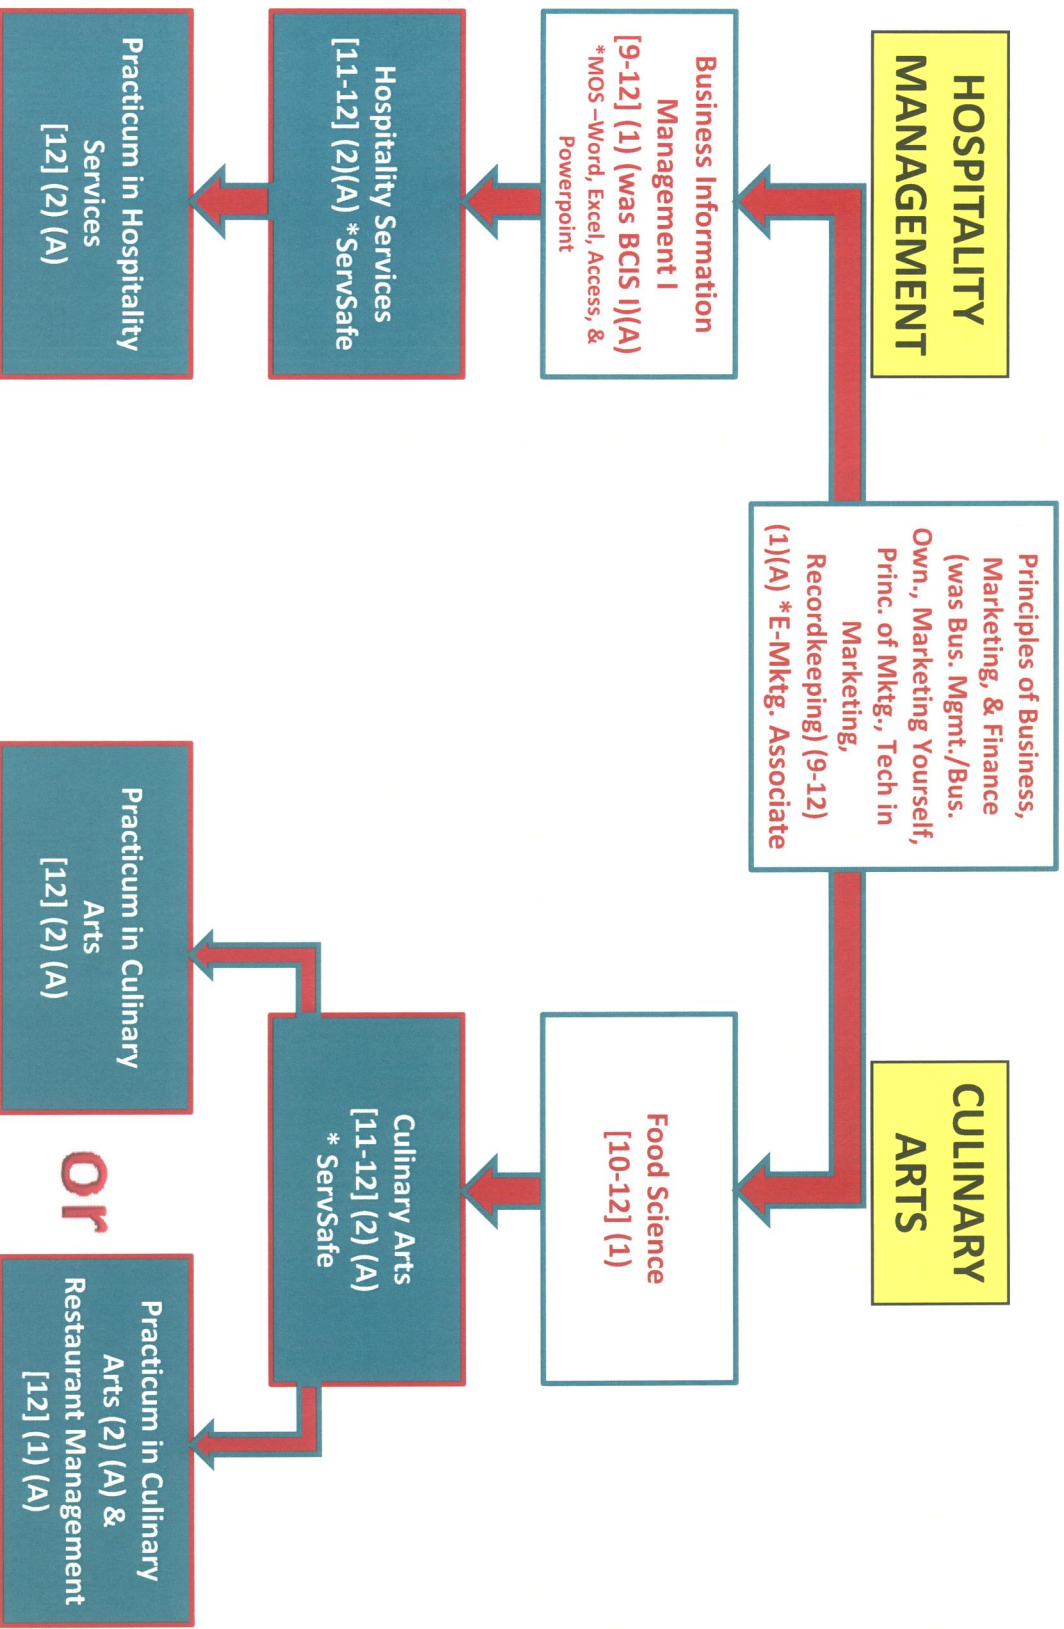 HOSPITALITY
MANAGEMENT
Principles of Business,
Marketing, & Finance
(was Bus. Mgmt./Bus.
Own., Marketing Yourself,
Princ. of Mktg., Tech in
Marketing,
Recordkeeping) (9-12)
(1)(A) *E-Mktg. Associate
CULINARY
ARTS
Business Information
Management I
[9-12] (1) (was BCIS I)(A)
*MOS –Word, Excel, Access, &
Powerpoint
Food Science
[10-12] (1)
Hospitality Services
[11-12] (2)(A) *ServSafe
Culinary Arts
[11-12] (2) (A)
* ServSafe
Practicum in Hospitality
Services
[12] (2) (A)
Practicum in Culinary
Arts
[12] (2) (A)
or
Practicum in Culinary
Arts (2) (A) &
Restaurant Management
[12] (1) (A)